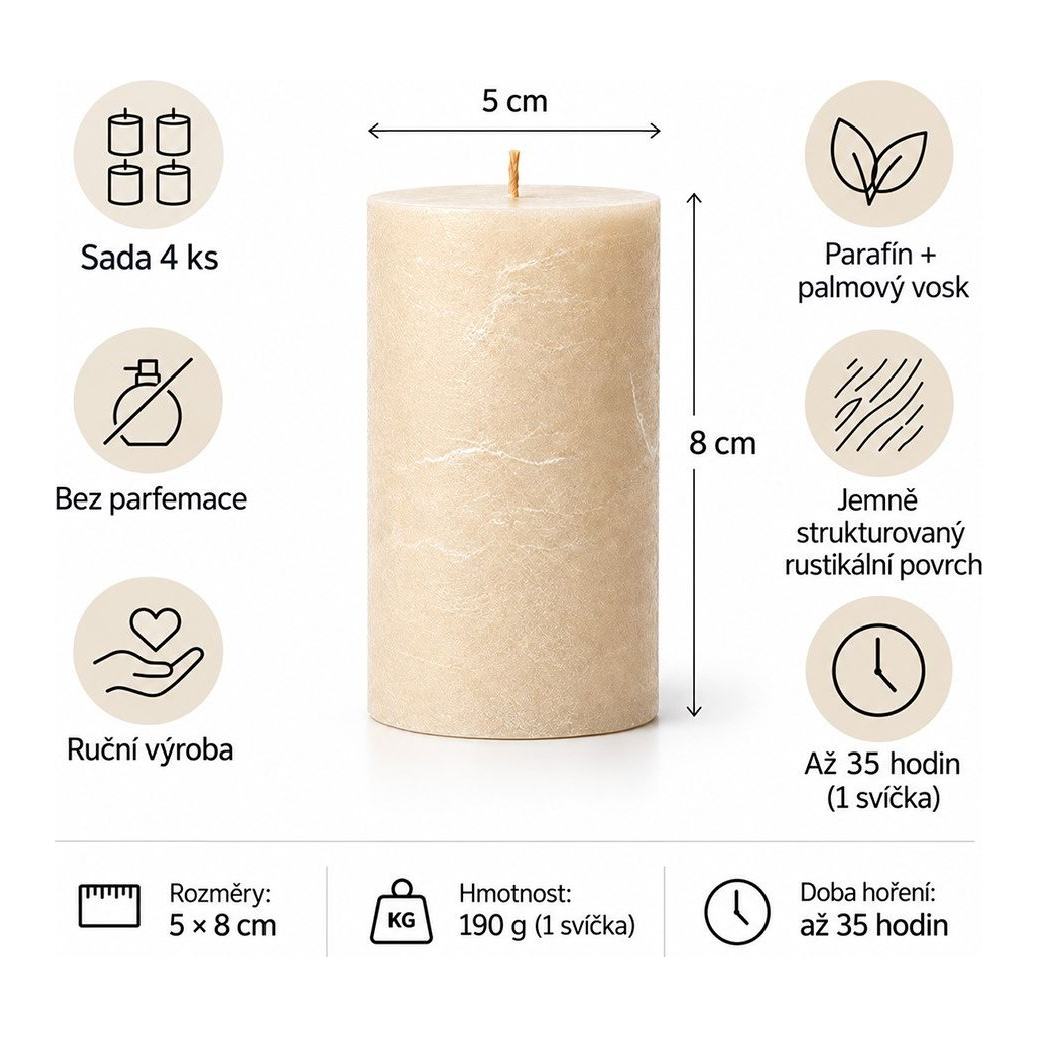 5 cm
Sada 4 ks
Parafín +
palmový vosk
8 cm
Bez parfemace
Jemně
strukturovaný
rustikální povrch
Ruční výroba
Až 35 hodin
(1 svíčka)
Rozměry:
5 × 8 cm
KG
Hmotnost:
190 g (1 svíčka)
Doba hoření:
až 35 hodin